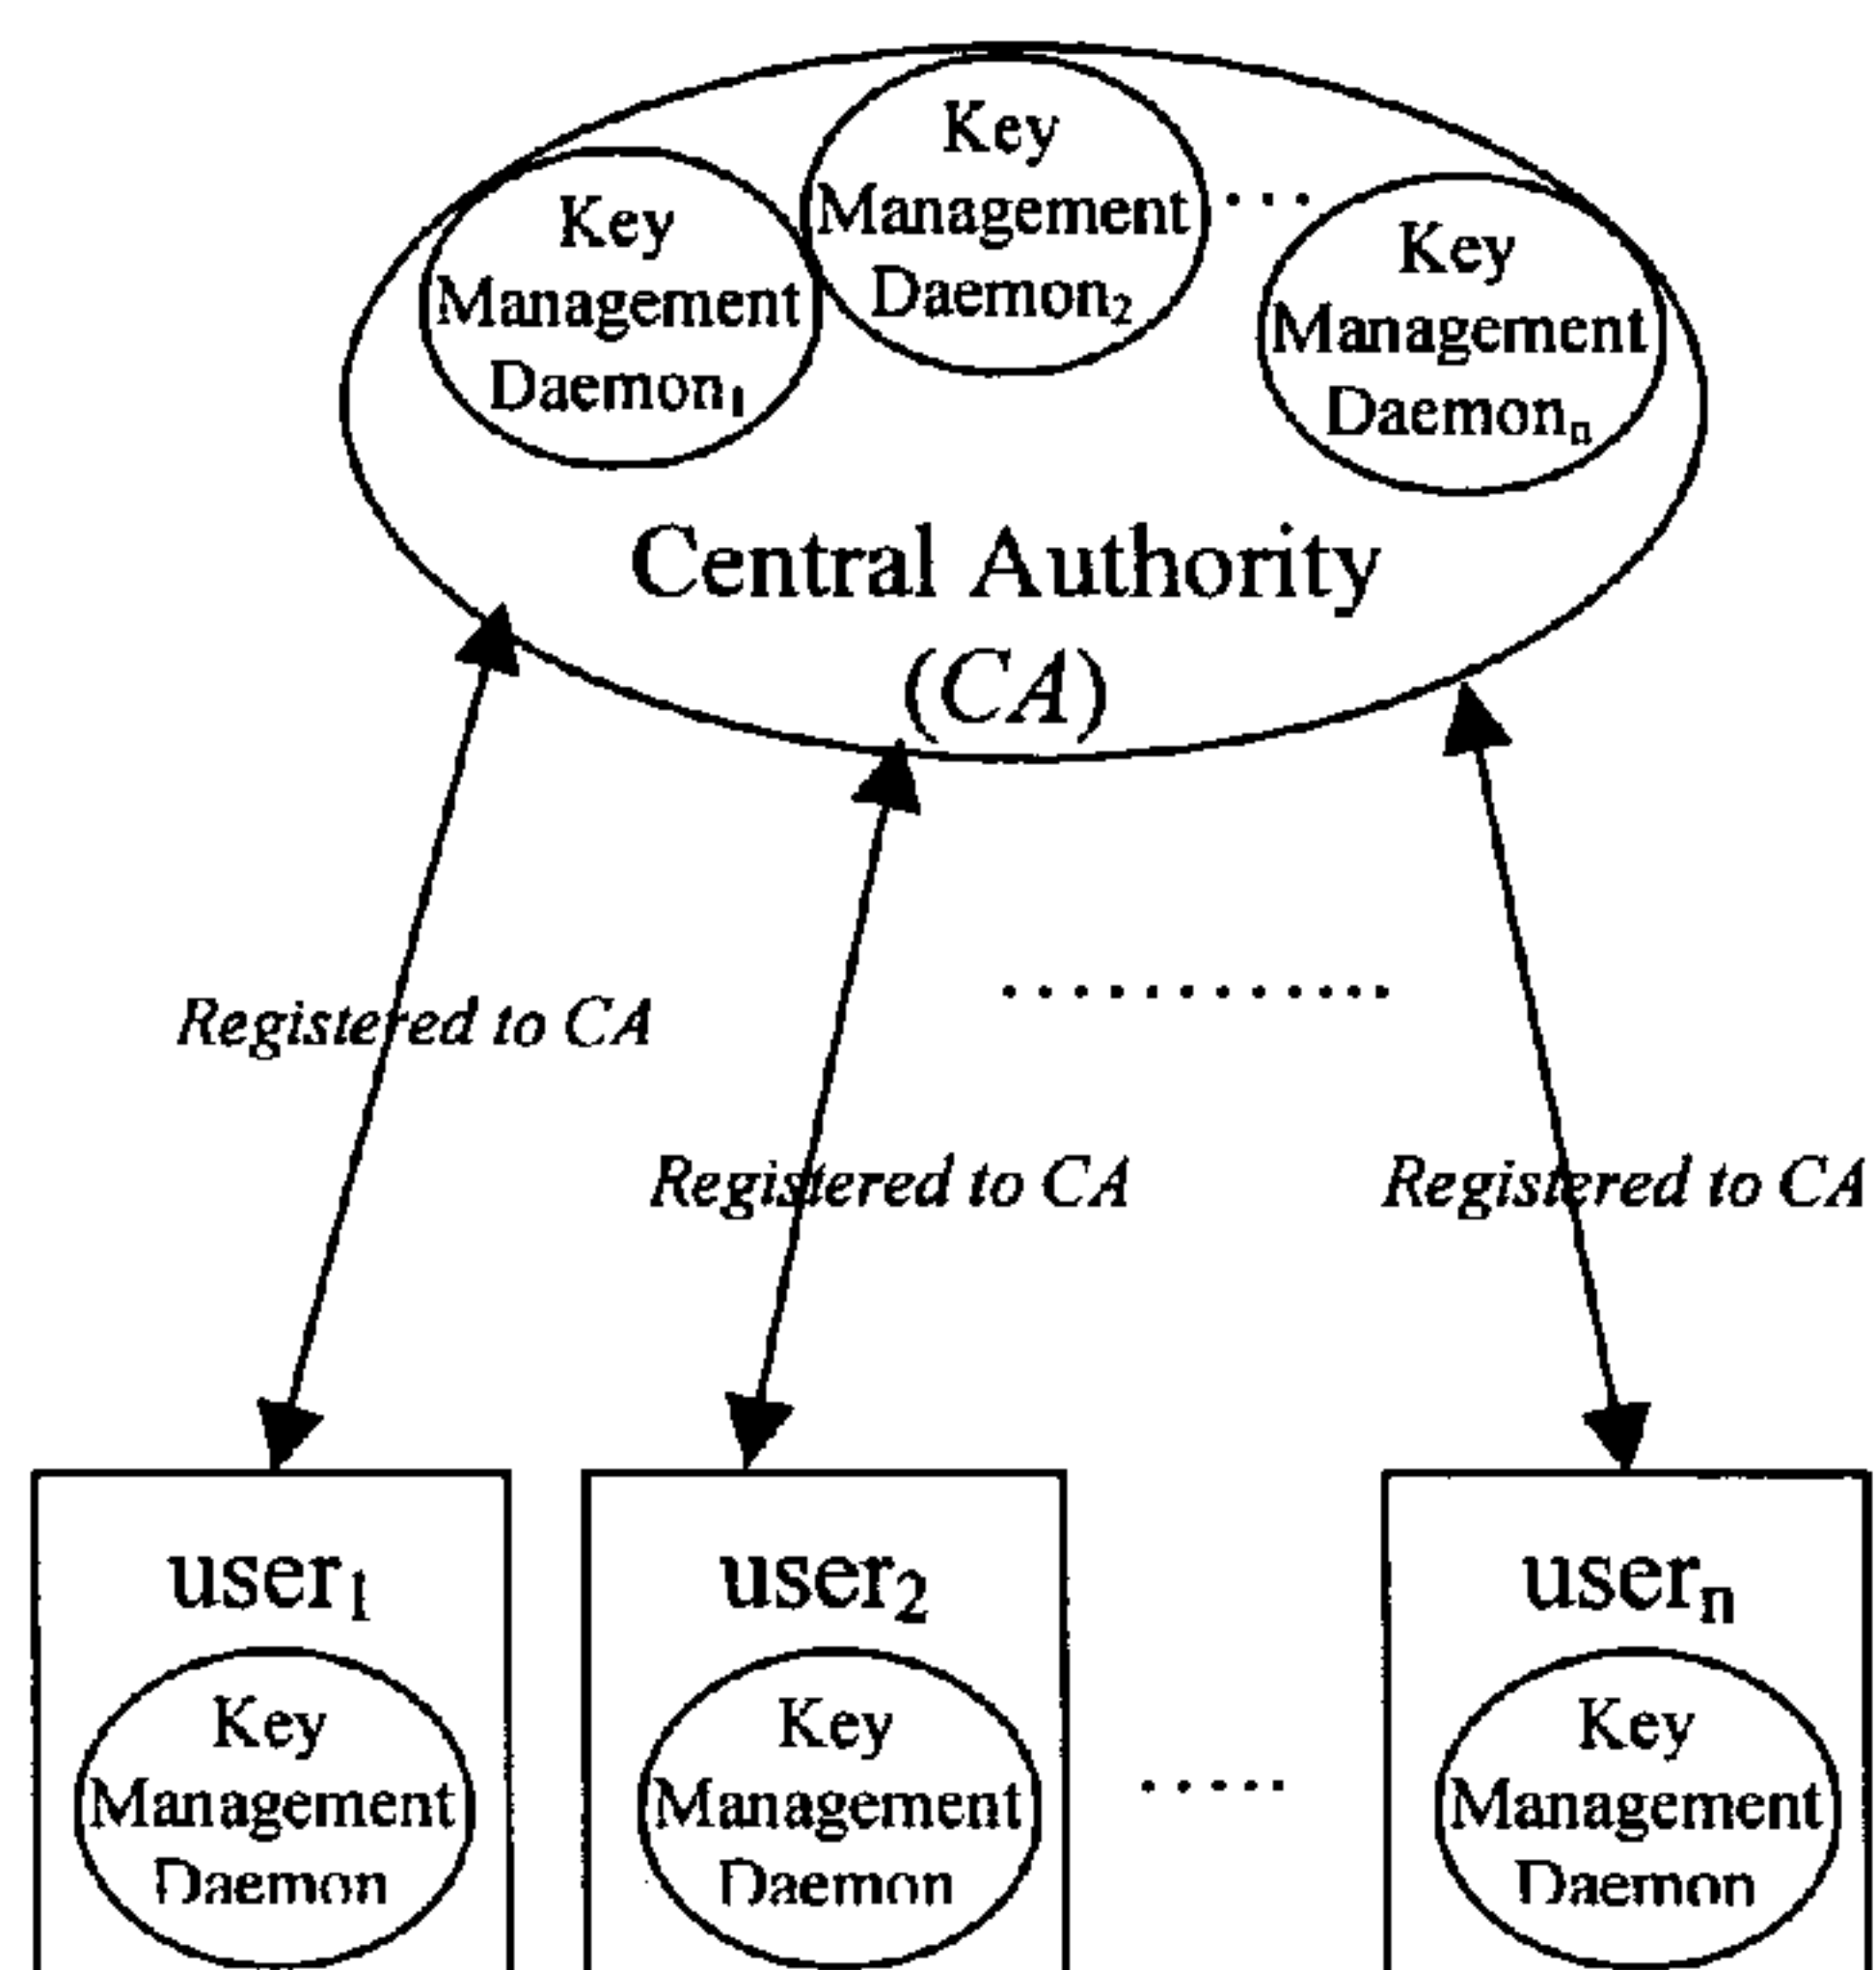 Key
Management
Daemon₁
Key
Management
Daemon₂
...
Key
Management
Daemonₙ
Central Authority
(CA)
Registered to CA
.............
Registered to CA
Registered to CA
user₁
Key
Management
Daemon
user₂
Key
Management
Daemon
.....
userₙ
Key
Management
Daemon